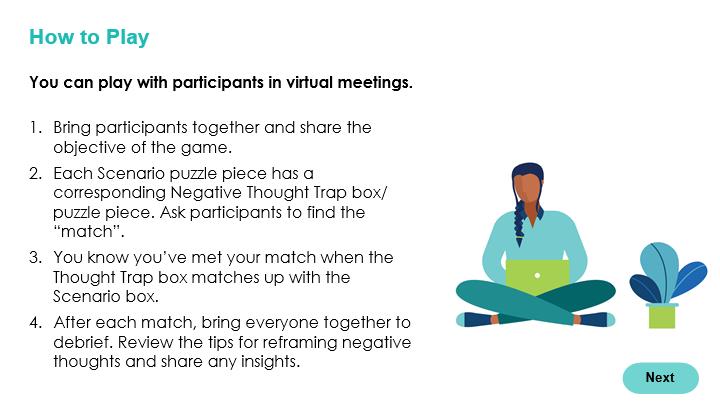 How to Play
You can play with participants in virtual meetings.
1. Bring participants together and share the
objective of the game.
2. Each Scenario puzzle piece has a
corresponding Negative Thought Trap box/
puzzle piece. Ask participants to find the
“match”.
3. You know you’ve met your match when the
Thought Trap box matches up with the
Scenario box.
4. After each match, bring everyone together to
debrief. Review the tips for reframing negative
thoughts and share any insights.
Next